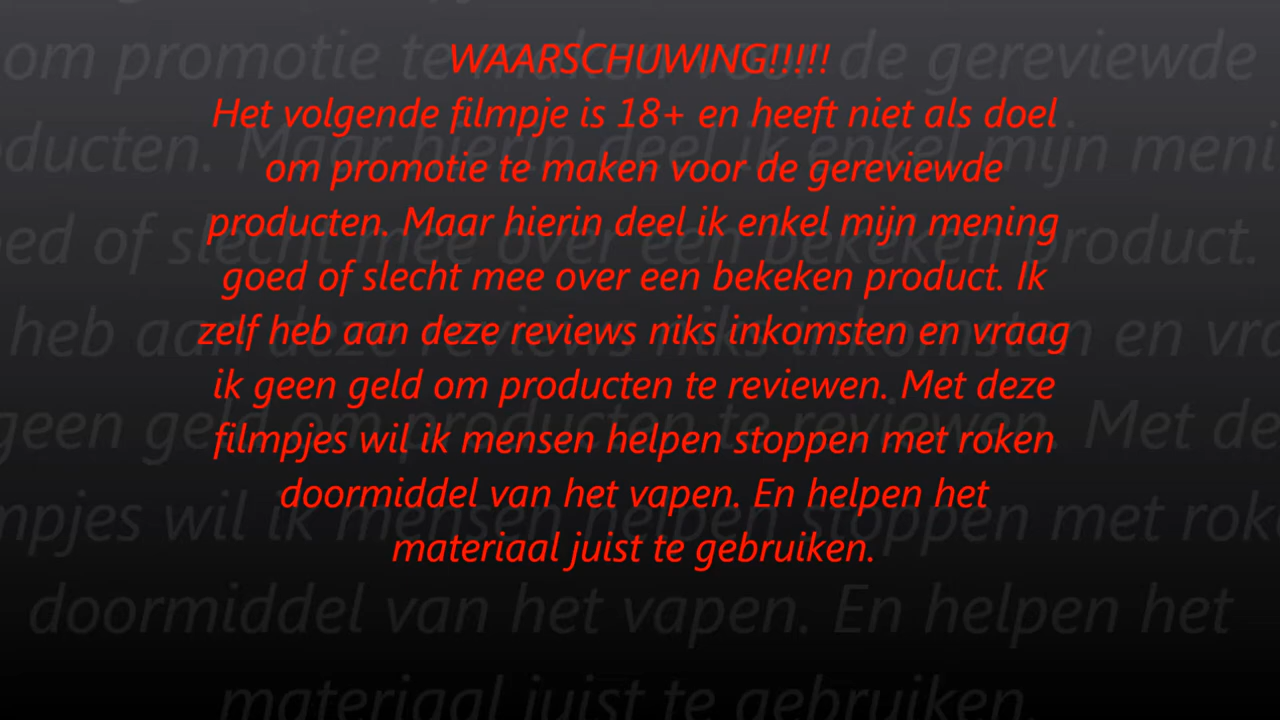 WAARSCHUWING!!!!!
Het volgende filmpje is 18+ en heeft niet als doel
om promotie te maken voor de gereviewde
producten. Maar hierin deel ik enkel mijn mening
goed of slecht mee over een bekeken product. Ik
zelf heb aan deze reviews niks inkomsten en vraag
ik geen geld om producten te reviewen. Met deze
filmpjes wil ik mensen helpen stoppen met roken
doormiddel van het vapen. En helpen het
materiaal juist te gebruiken.